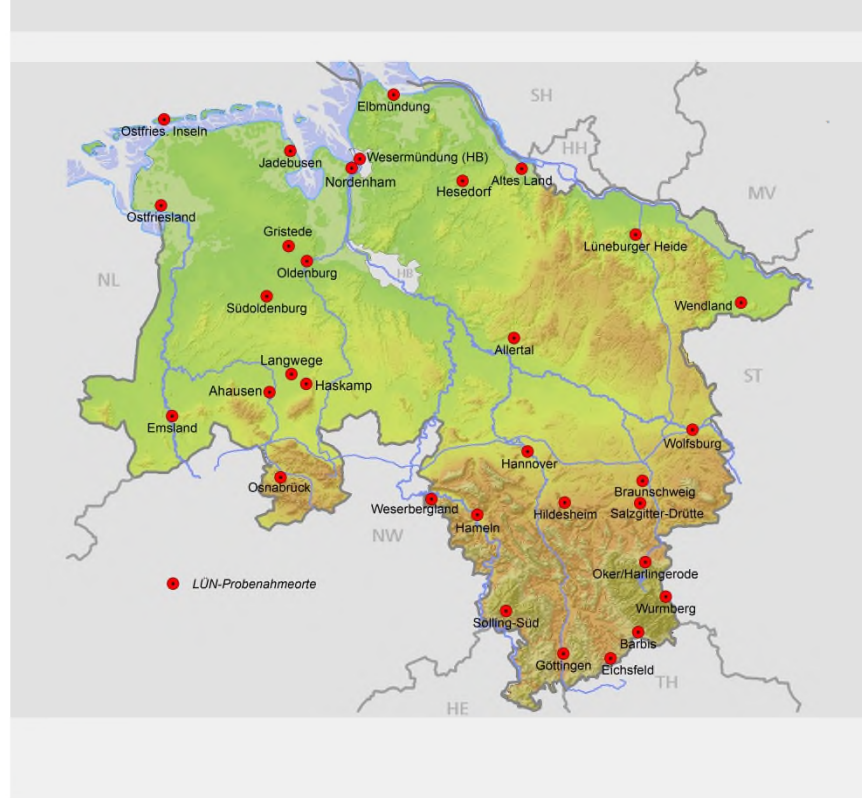 SH
Elbmündung
Ostfries. Inseln
HH
Jadebusen
Wesermündung (HB)
Nordenham
Hesedorf
Altes Land
MV
Ostfriesland
Gristede
Lüneburger Heide
Oldenburg
NL
HB
Südoldenburg
Wendland
Allertal
Langwege
Haskamp
Ahausen
ST
Emsland
Wolfsburg
Hannover
Osnabrück
Braunschweig
Weserbergland
Hildesheim
Salzgitter-Drütte
Hameln
NW
Oker/Harlingerode
LÜN-Probenahmeorte
Wurmberg
Solling-Süd
Barbis
Göttingen
Eichsfeld
TH
HE